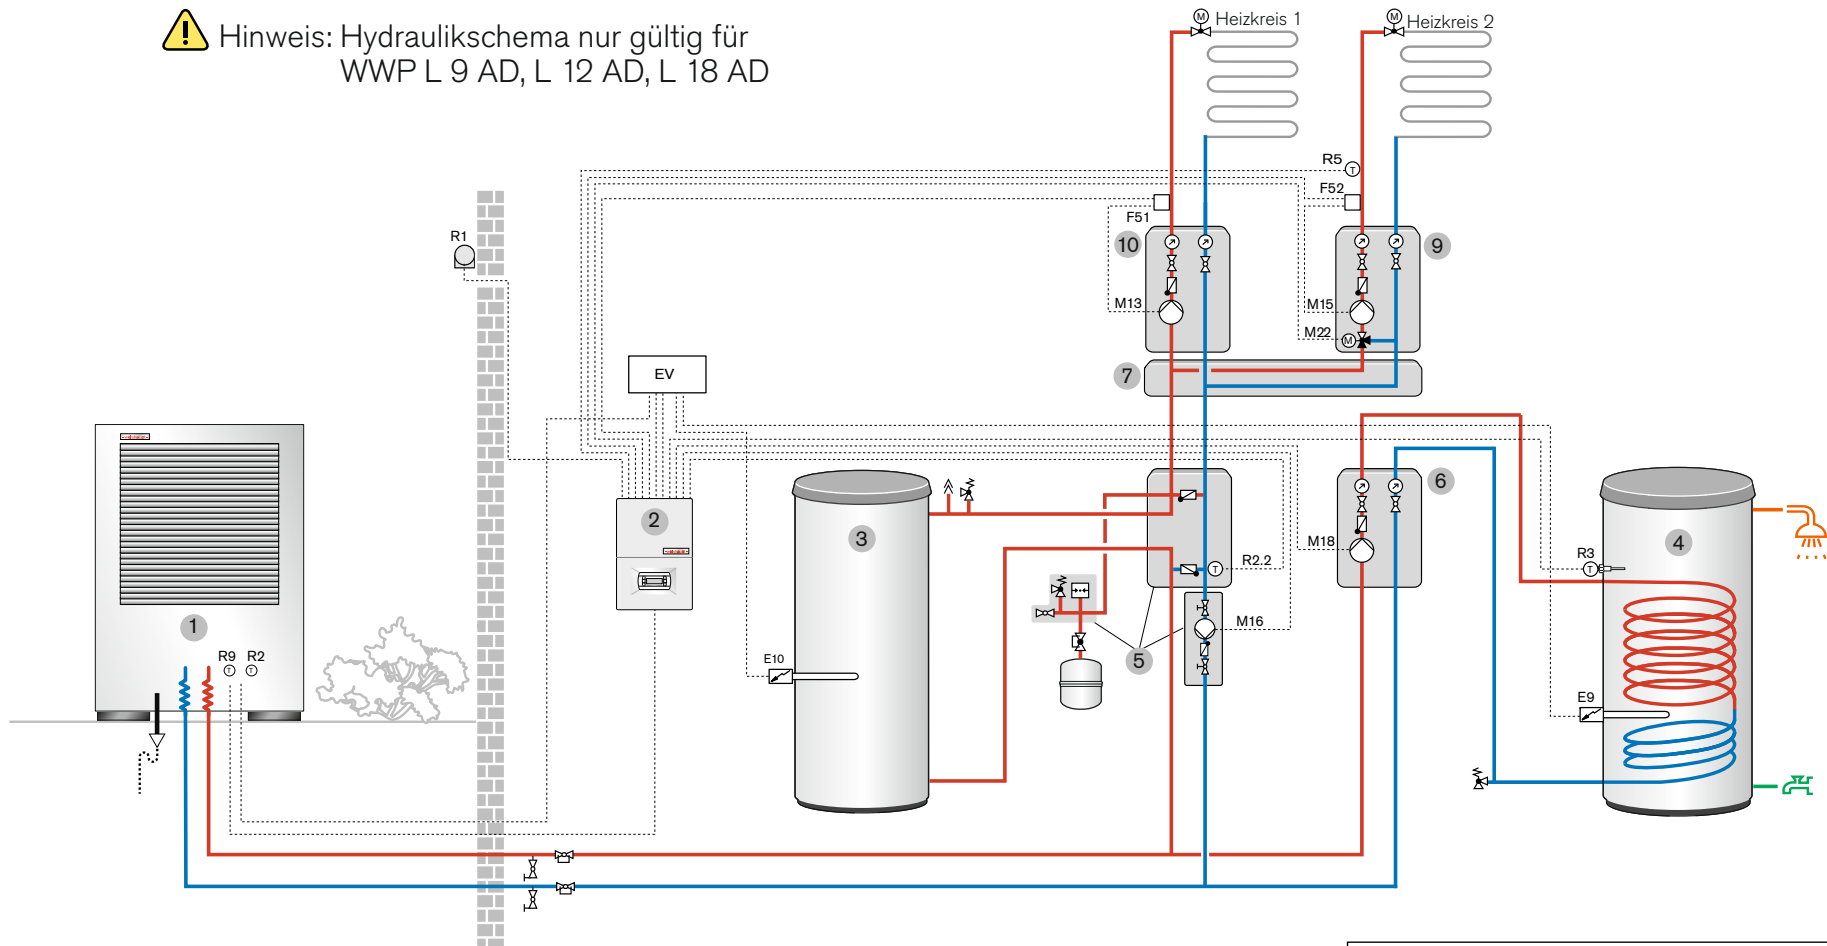 Hinweis: Hydraulikschema nur gültig für
WWP L 9 AD, L 12 AD, L 18 AD
M
Heizkreis 1
M
Heizkreis 2
R5
T
F52
F51
R1
10
9
M13
M15
M22
M
EV
7
2
6
3
4
M18
R2.2
T
R3
T
1
M16
R9
R2
T
T
5
E10
E9